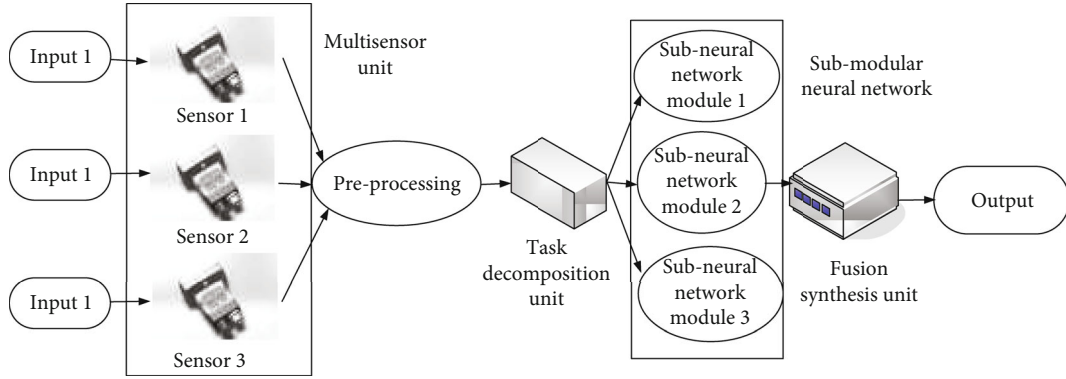 Input 1
Sensor 1
Multisensor
unit
Input 1
Sensor 2
Input 1
Sensor 3
Pre-processing
Task
decomposition
unit
Sub-neural
network
module 1
Sub-neural
network
module 2
Sub-neural
network
module 3
Sub-modular
neural network
Fusion
synthesis unit
Output